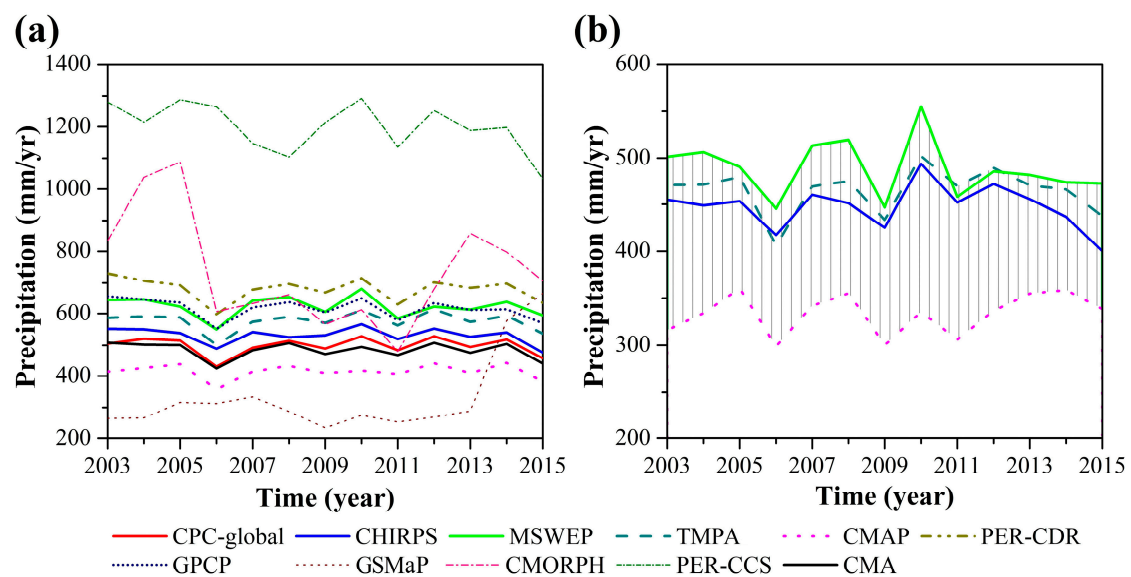 (a)
(b)
1400
1200
1000
800
600
400
200
Precipitation (mm/yr)
2003 2005 2007 2009 2011 2013 2015
Time (year)
600
500
400
300
200
Precipitation (mm/yr)
2003 2005 2007 2009 2011 2013 2015
Time (year)
CPC-global CHIRPS MSWEP TMPA CMAP PER-CDR
GPCP GSMaP CMORPH PER-CCS CMA